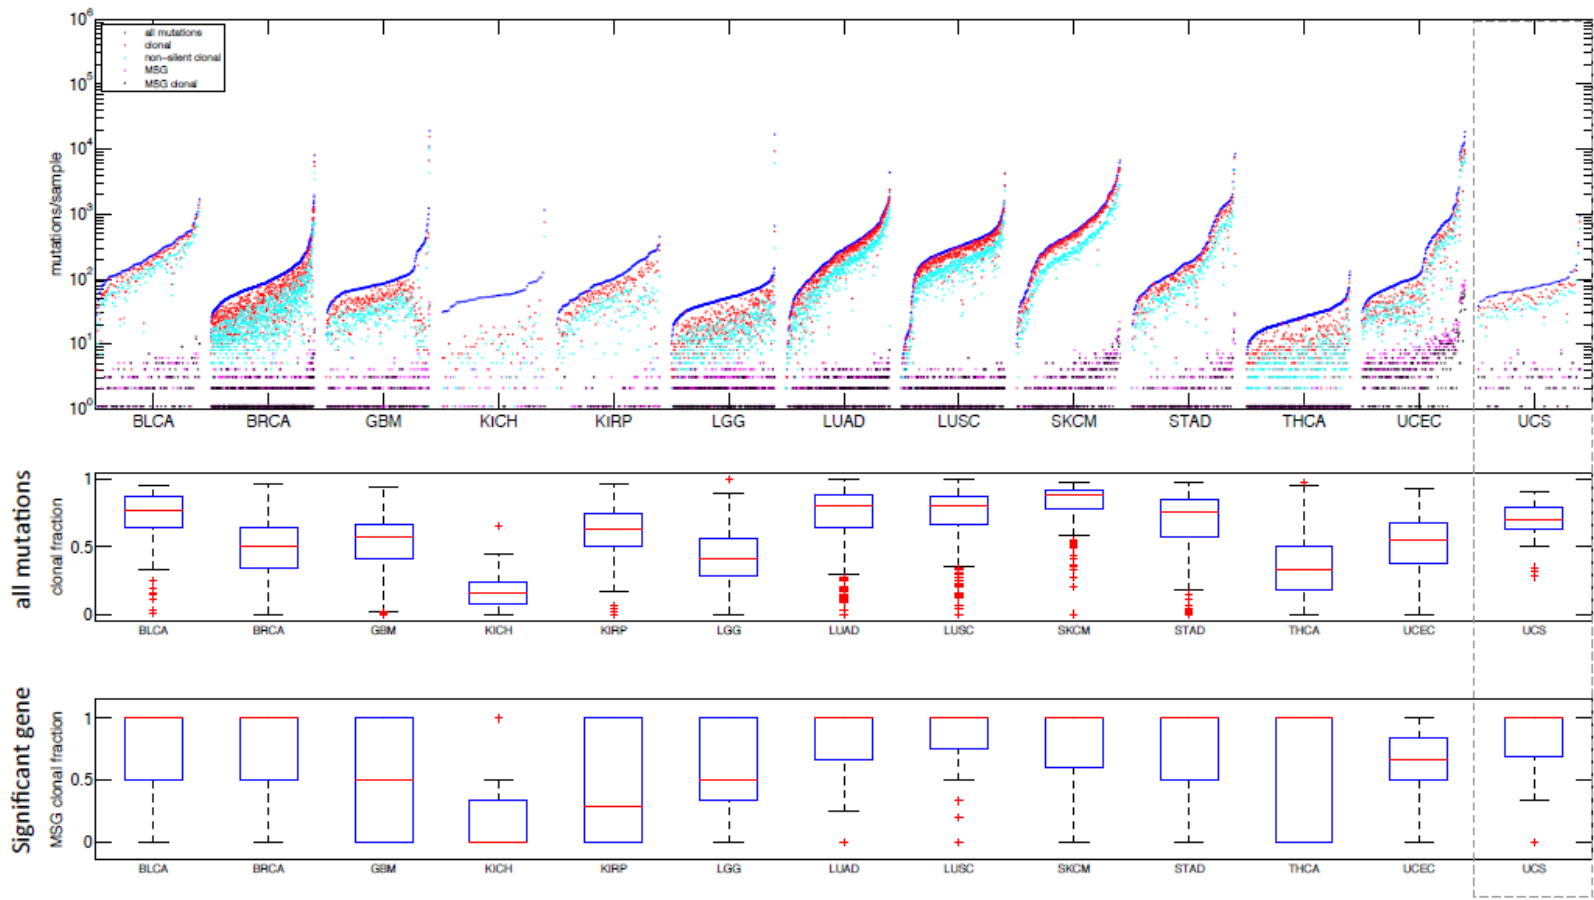 10^6
10^5
10^4
10^3
10^2
10^1
10^0
mutations/sample
all mutations
clonal
non-silent clonal
MSG
MSG clonal
BLCA BRCA GBM KICH KIRP LGG LUAD LUSC SKCM STAD THCA UCEC UCS
all mutations
clonal fraction
1
0.5
0
BLCA BRCA GBM KICH KIRP LGG LUAD LUSC SKCM STAD THCA UCEC UCS
Significant gene
MSG clonal fraction
1
0.5
0
BLCA BRCA GBM KICH KIRP LGG LUAD LUSC SKCM STAD THCA UCEC UCS